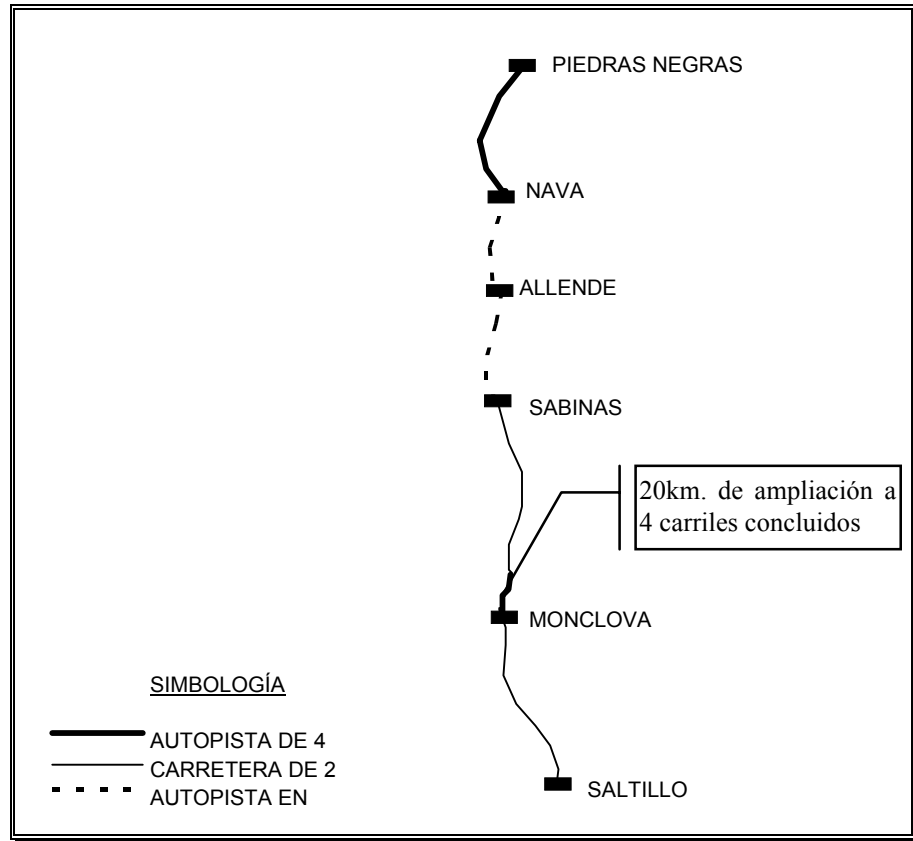 PIEDRAS NEGRAS
NAVA
ALLENDE
SABINAS
20km. de ampliación a
4 carriles concluidos
MONCLOVA
SIMBOLOGÍA
AUTOPISTA DE 4
CARRETERA DE 2
AUTOPISTA EN
SALTILLO